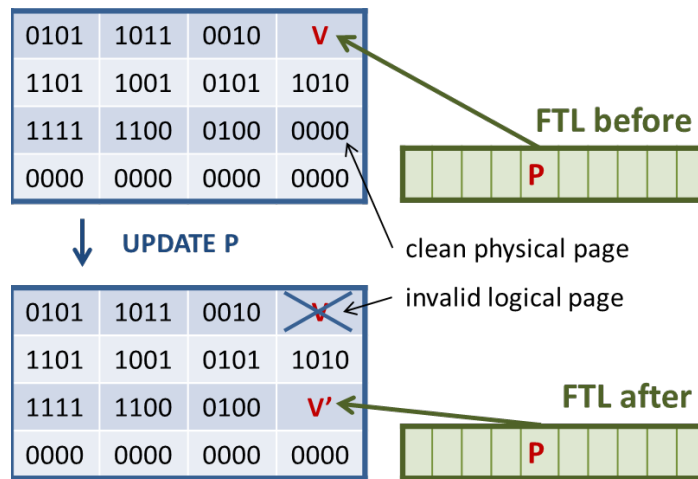 0101 1011 0010 V
1101 1001 0101 1010
1111 1100 0100 0000
0000 0000 0000 0000
FTL before
P
UPDATE P
clean physical page
invalid logical page
0101 1011 0010 V
1101 1001 0101 1010
1111 1100 0100 V’
0000 0000 0000 0000
FTL after
P